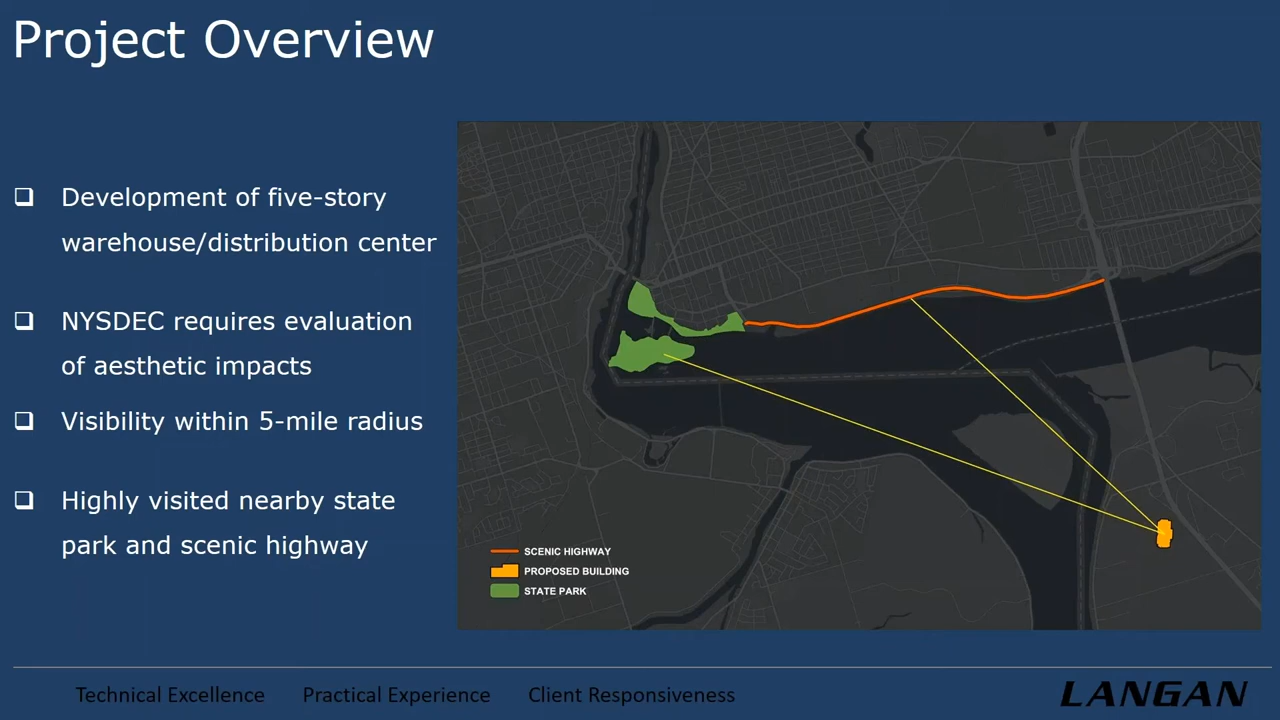 Project Overview
❑ Development of five-story
warehouse/distribution center
❑ NYSDEC requires evaluation
of aesthetic impacts
❑ Visibility within 5-mile radius
❑ Highly visited nearby state
park and scenic highway
SCENIC HIGHWAY
PROPOSED BUILDING
STATE PARK
Technical Excellence Practical Experience Client Responsiveness
LANGAN